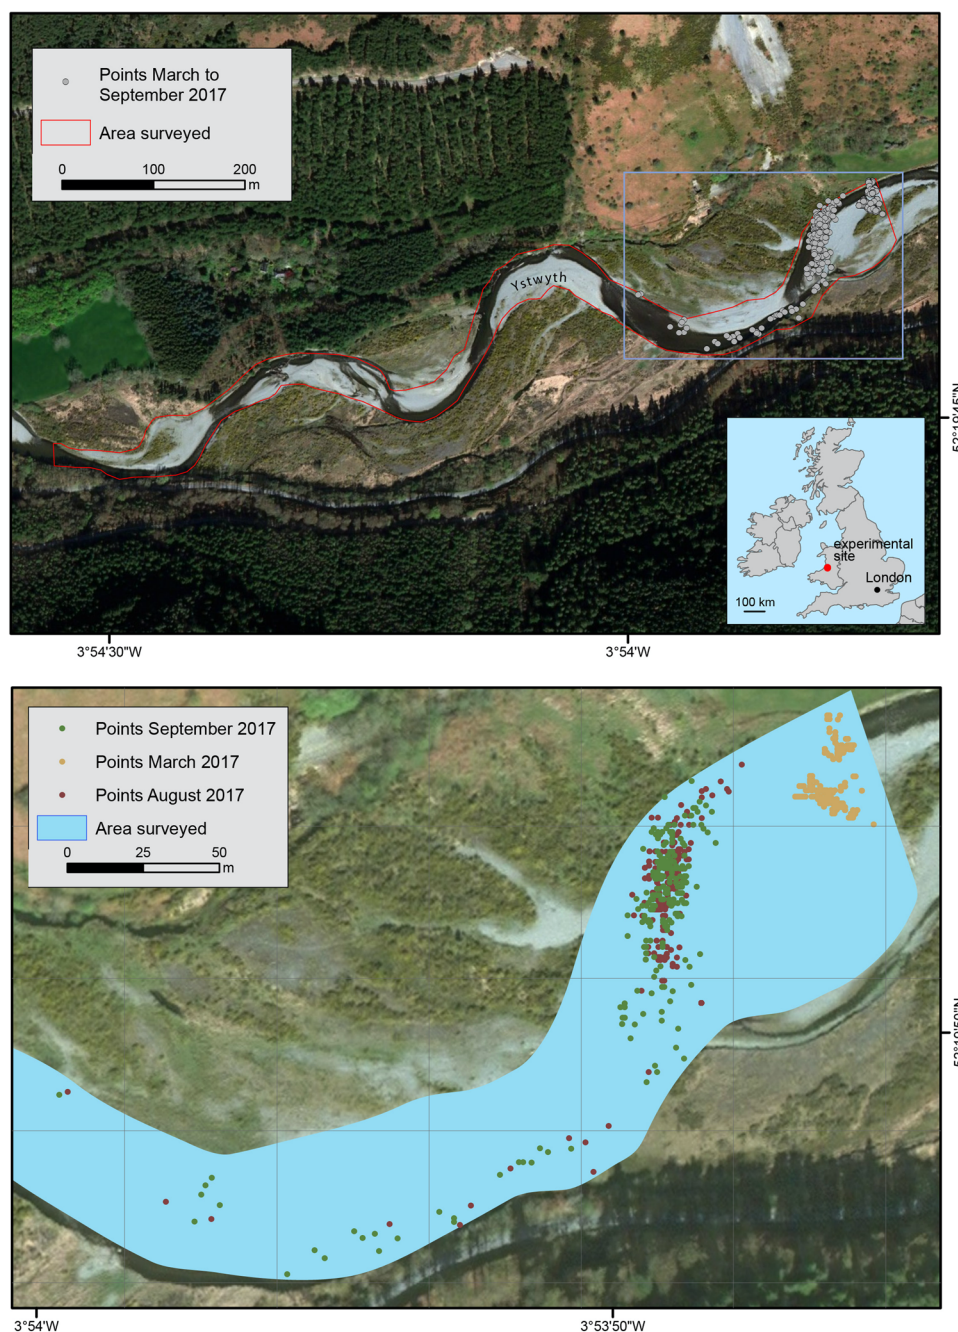 Points March to
September 2017
Area surveyed
0 100 200
m
Ystwyth
experimental
site
London
100 km
3°54'30"W
3°54'W
Points September 2017
Points March 2017
Points August 2017
Area surveyed
0 25 50
m
3°54'W
3°53'50"W